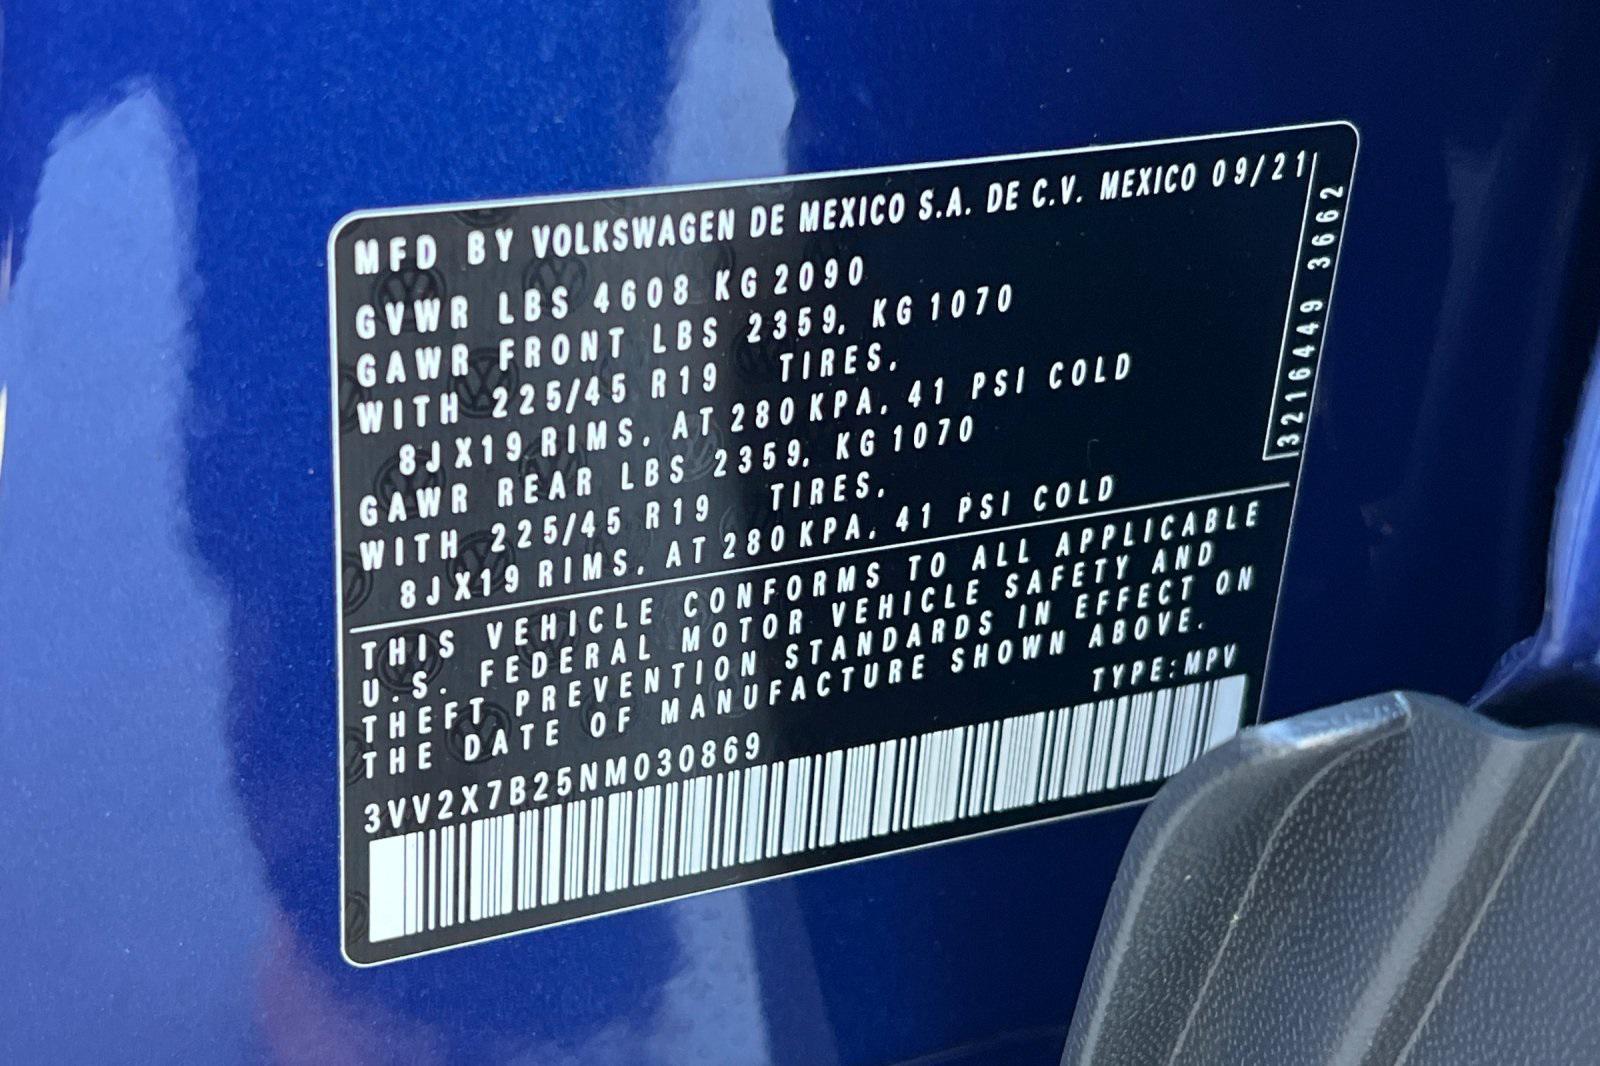 MFD BY VOLKSWAGEN DE MEXICO S.A. DE C.V. MEXICO 09/21
GVWR LBS 4608 KG 2090
GAWR FRONT LBS 2359. KG 1070
WITH 225/45 R19 TIRES.
8JX19 RIMS. AT 280 KPA. 41 PSI COLD
GAWR REAR LBS 2359. KG 1070
WITH 225/45 R19 TIRES.
8JX19 RIMS. AT 280 KPA. 41 PSI COLD
3216449 3662
THIS VEHICLE CONFORMS TO ALL APPLICABLE
U.S. FEDERAL MOTOR VEHICLE SAFETY AND
THEFT PREVENTION STANDARDS IN EFFECT ON
THE DATE OF MANUFACTURE SHOWN ABOVE.
TYPE:MPV
3VV2X7B25NM030869